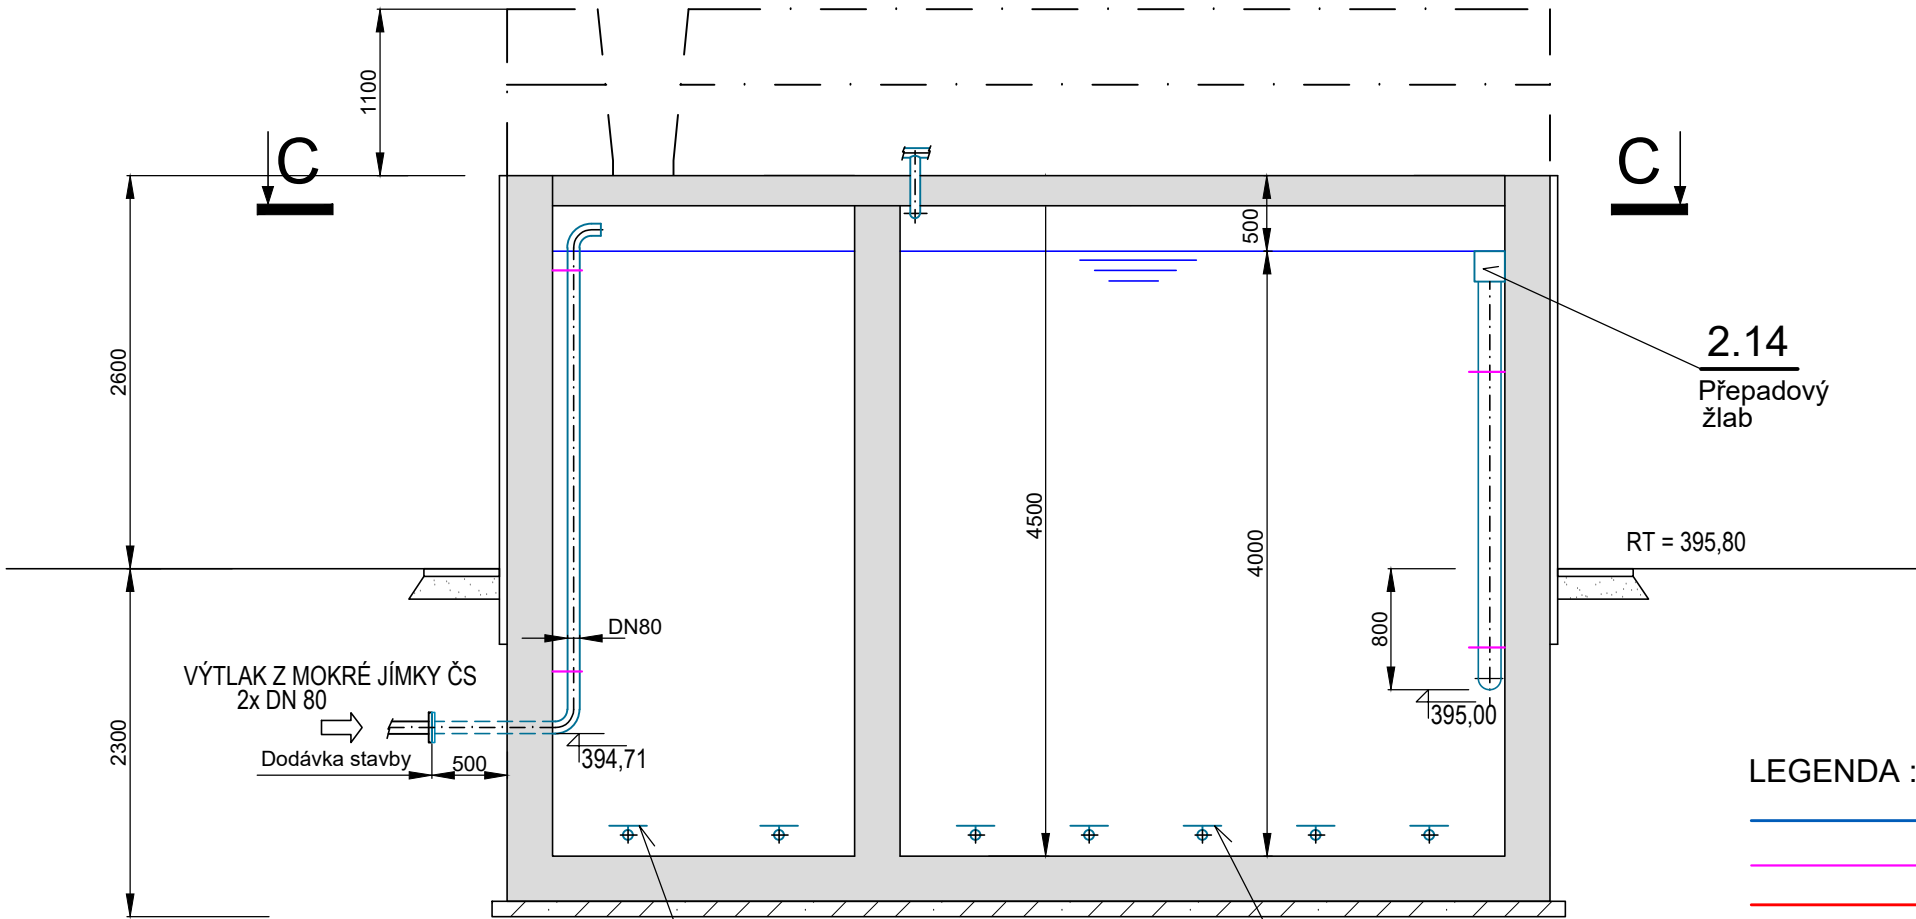 1100
C
C
500
2600
2.14
Přepadový
žlab
4500
4000
RT = 395,80
800
DN80
VÝTLAK Z MOKRÉ JÍMKY ČS
2x DN 80
395,00
2300
Dodávka stavby
500
394,71
LEGENDA :